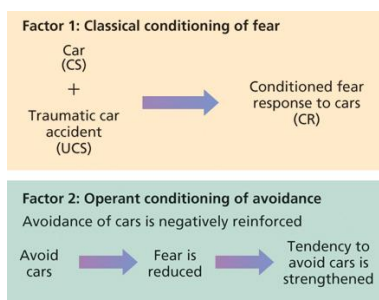 Factor 1: Classical conditioning of fear
Car
(CS)
+
Traumatic car
accident
(UCS)
Conditioned fear
response to cars
(CR)
Factor 2: Operant conditioning of avoidance
Avoidance of cars is negatively reinforced
Avoid
cars
Fear is
reduced
Tendency to
avoid cars is
strengthened